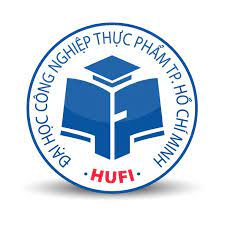 ĐẠI HỌC CÔNG NGHIỆP THỰC PHẨM TP. HỒ CHÍ MINH
· HUFI ·